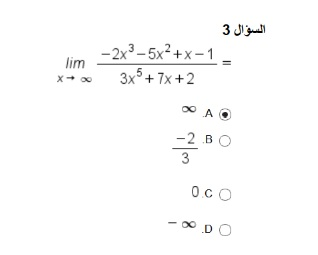 السؤال 3
lim x→∞ (-2x³-5x²+x-1)/(3x⁵+7x+2) =
∞ .A
-2/3 .B
0 .C
-∞ .D